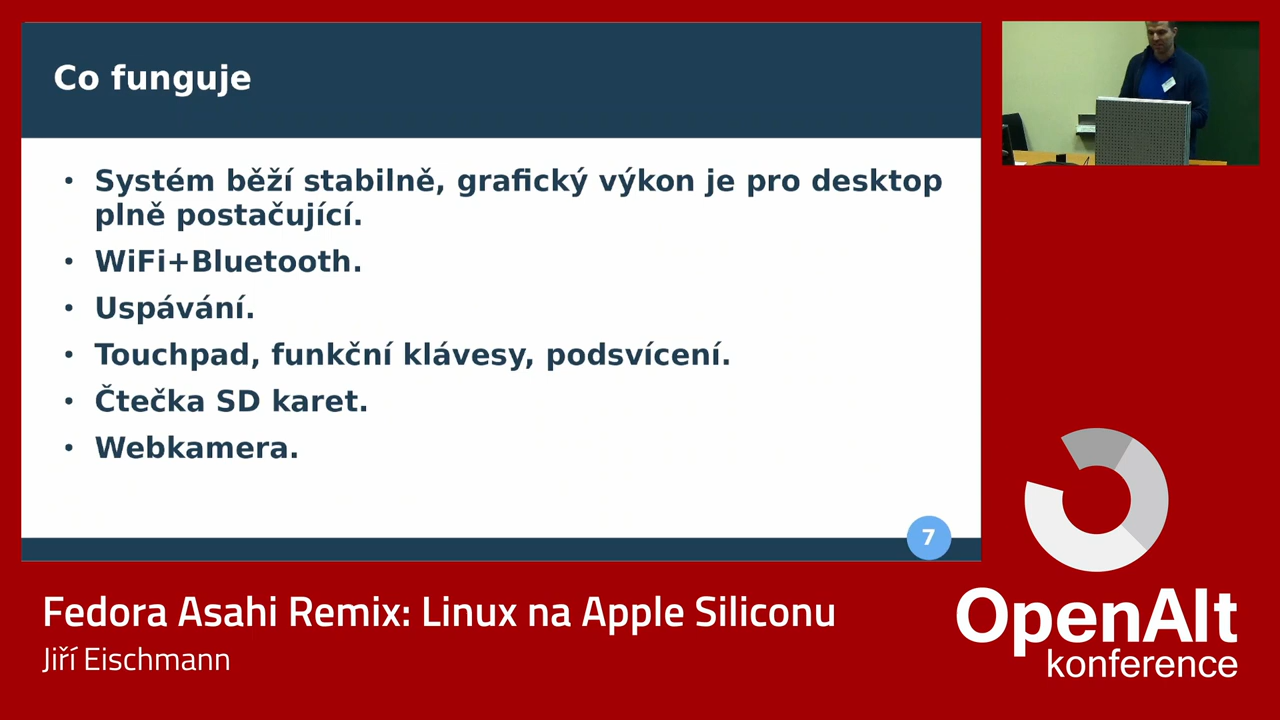 Co funguje
• Systém běží stabilně, grafický výkon je pro desktop
plně postačující.
• WiFi+Bluetooth.
• Uspávání.
• Touchpad, funkční klávesy, podsvícení.
• Čtečka SD karet.
• Webkamera.
7
Fedora Asahi Remix: Linux na Apple Siliconu
Jiří Eischmann
OpenAlt
konference